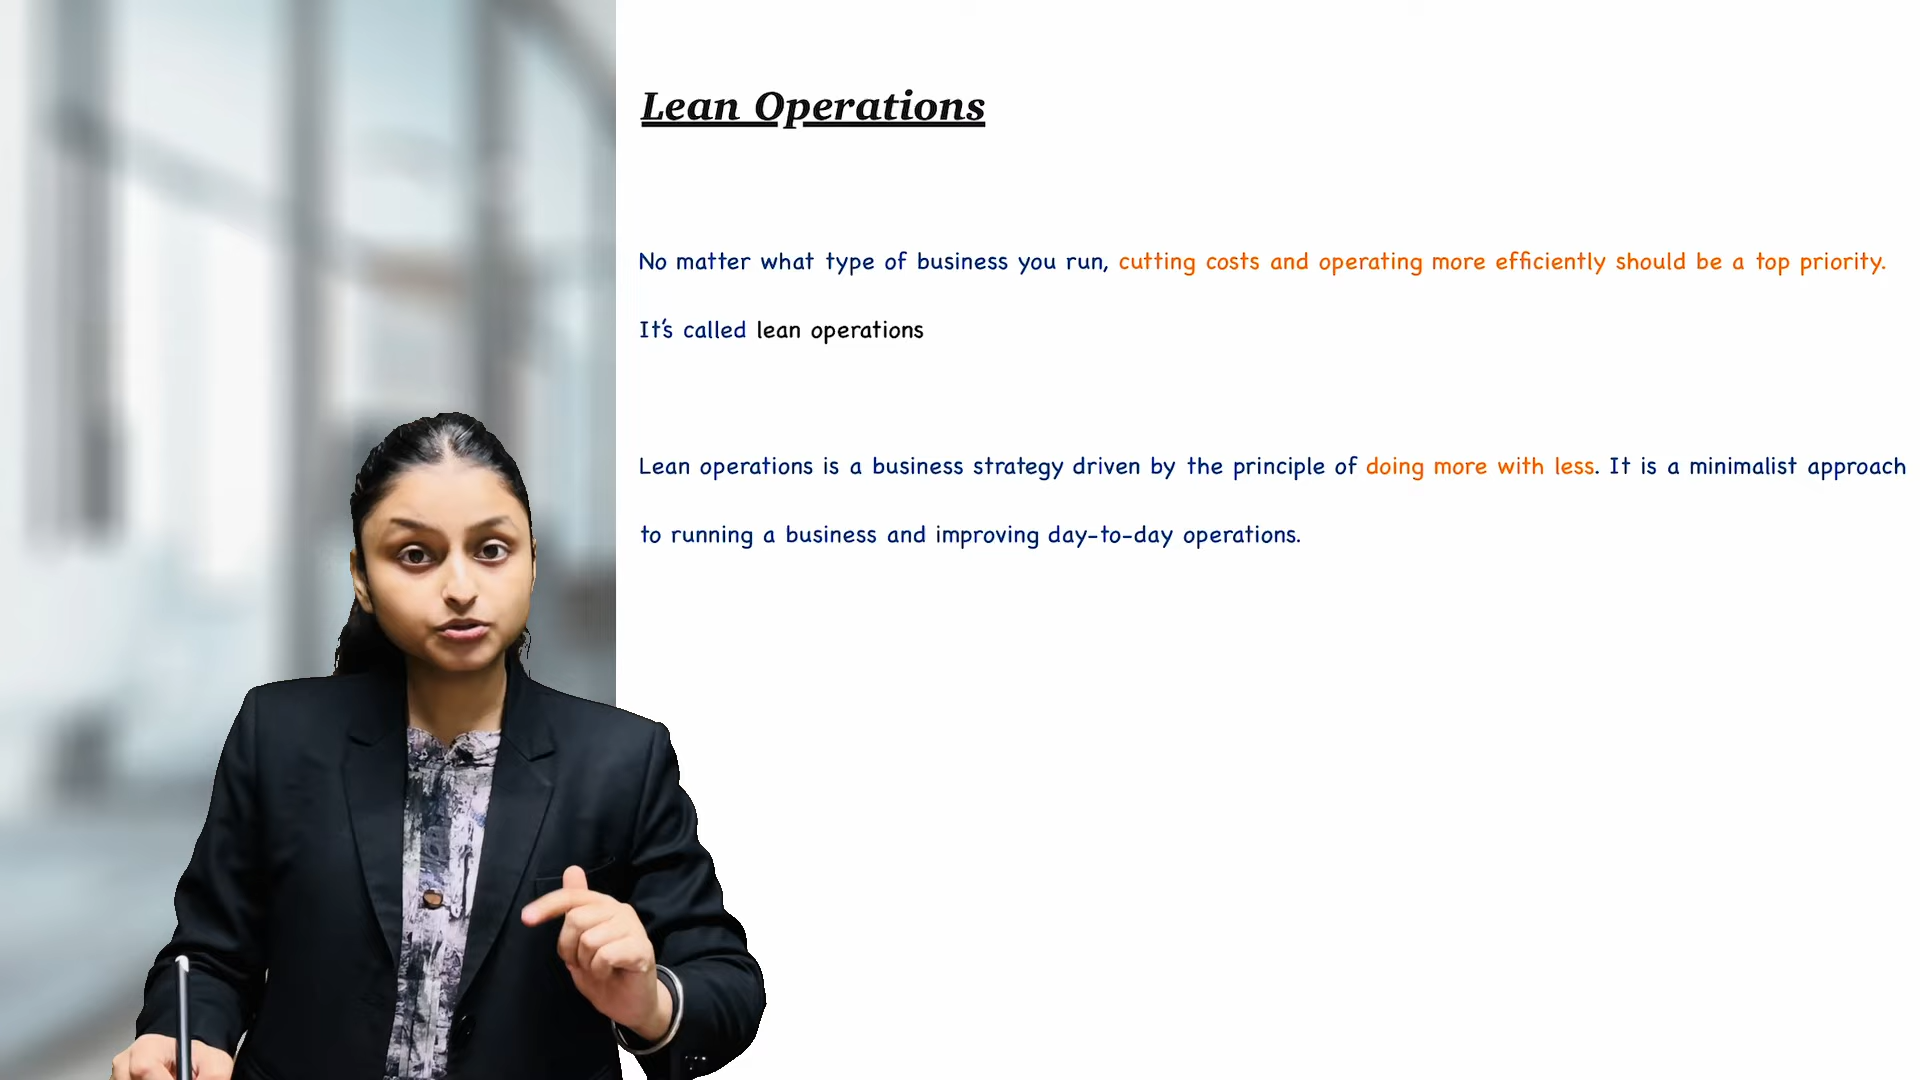 Lean Operations
No matter what type of business you run, cutting costs and operating more efficiently should be a top priority.
It's called lean operations
Lean operations is a business strategy driven by the principle of doing more with less. It is a minimalist approach
to running a business and improving day-to-day operations.